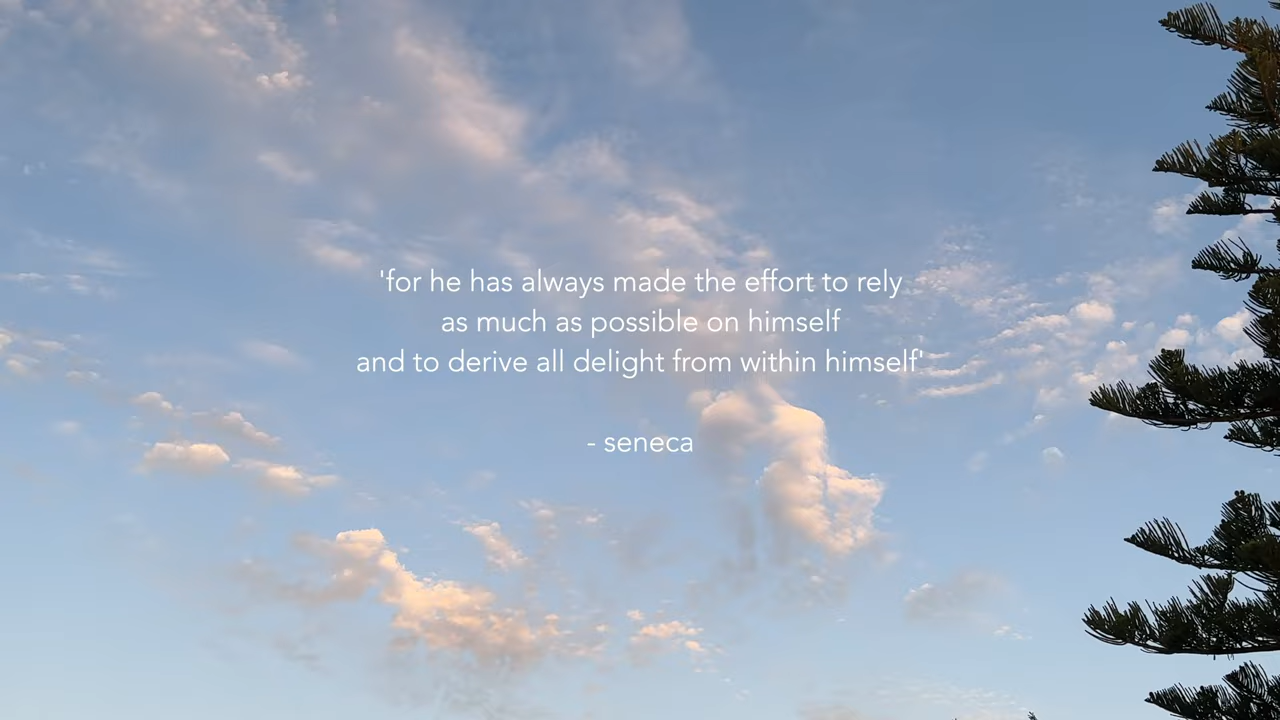 'for he has always made the effort to rely
as much as possible on himself
and to derive all delight from within himself'
- seneca